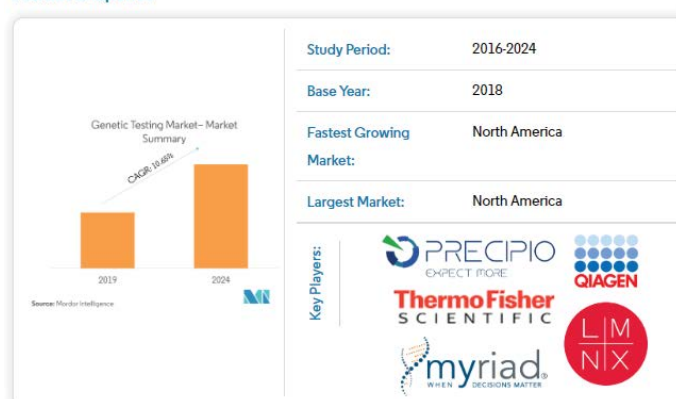 Genetic Testing Market– Market
Summary
CAGR: 10.65%
2019 2024
Source: Mordor Intelligence
Study Period: 2016-2024
Base Year: 2018
Fastest Growing North America
Market:
Largest Market: North America
Key Players:
PRECIPIO
EXPECT MORE
QIAGEN
ThermoFisher
SCIENTIFIC
LM
NX
myriad®
WHEN DECISIONS MATTER